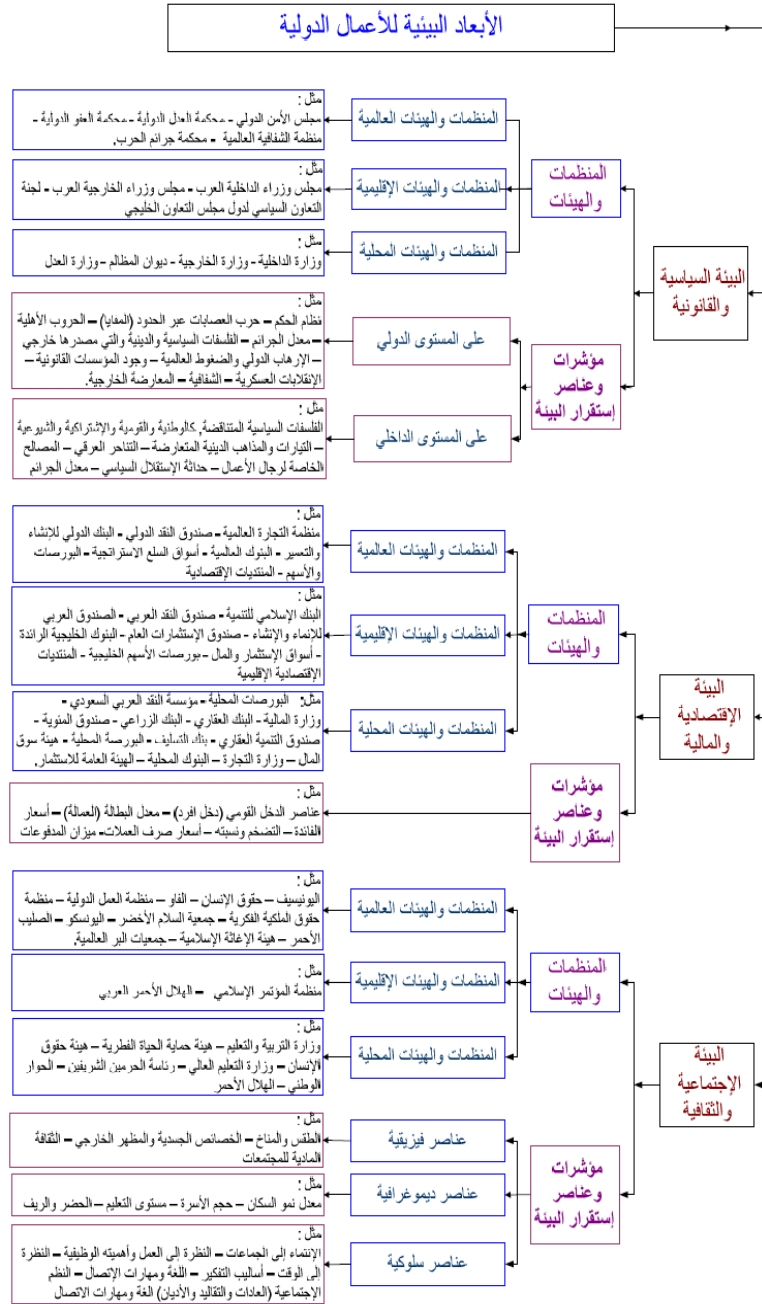 الأبعاد البيئية للأعمال الدولية
البيئة السياسية
والقانونية
المنظمات
والهيئات
المنظمات والهيئات العالمية
مثل :
مجلس الأمن الدولي - محكمة العدل الدولية - محكمة العفو الدولية -
منظمة الشفافية العالمية - محكمة جرائم الحرب.
المنظمات والهيئات الإقليمية
مثل :
مجلس وزراء الداخلية العرب - مجلس وزراء الخارجية العرب - لجنة
التعاون السياسي لدول مجلس التعاون الخليجي
المنظمات والهيئات المحلية
مثل :
وزارة الداخلية - وزارة الخارجية - ديوان المظالم - وزارة العدل
مؤشرات
وعناصر
إستقرار البيئة
على المستوى الدولي
مثل :
نظام الحكم – حرب العصابات عبر الحدود (المفايا) – الحروب الأهلية
– معدل الجرائم – الفلسفات السياسية والدينية والتي مصدرها خارجي
– الإرهاب الدولي والضغوط العالمية – وجود المؤسسات القانونية –
الإنقلابات العسكرية – الشفافية – المعارضة الخارجية.
على المستوى الداخلي
مثل :
الفلسفات السياسية المتناقضة, كالوطنية والقومية والإشتراكية والشيوعية
– التيارات والمذاهب الدينية المتعارضة – التناحر العرقي – المصالح
الخاصة لرجال الأعمال – حداثة الإستقلال السياسي – معدل الجرائم
البيئة
الإقتصادية
والمالية
المنظمات
والهيئات
المنظمات والهيئات العالمية
مثل :
منظمة التجارة العالمية - صندوق النقد الدولي - البنك الدولي للإنشاء
والتعمير - البنوك العالمية - أسواق السلع الاستراتجية - البورصات
والأسهم - المنتديات الإقتصادية
المنظمات والهيئات الإقليمية
مثل :
البنك الإسلامي للتنمية - صندوق النقد العربي - الصندوق العربي
للإنماء والإنشاء - صندوق الإستثمارات العام - البنوك الخليجية الرائدة
- أسواق الإستثمار والمال - بورصات الأسهم الخليجية - المنتديات
الإقتصادية الإقليمية
المنظمات والهيئات المحلية
مثل: البورصات المحلية - مؤسسة النقد العربي السعودي -
وزارة المالية - البنك العقاري - البنك الزراعي - صندوق المئوية -
صندوق التنمية العقاري - بنك التسليف - البورصة المحلية - هيئة سوق
المال – وزارة التجارة – البنوك المحلية – الهيئة العامة للاستثمار.
مؤشرات
وعناصر
إستقرار البيئة
مثل :
عناصر الدخل القومي (دخل افرد) – معدل البطالة (العمالة) – أسعار
الفائدة – التضخم ونسبته – أسعار صرف العملات- ميزان المدفوعات
البيئة
الإجتماعية
والثقافية
المنظمات
والهيئات
المنظمات والهيئات العالمية
مثل :
اليونيسيف – حقوق الإنسان – الفاو – منظمة العمل الدولية – منظمة
حقوق الملكية الفكرية – جمعية السلام الأخضر – اليونسكو – الصليب
الأحمر – هيئة الإغاثة الإسلامية – جمعيات البر العالمية.
المنظمات والهيئات الإقليمية
مثل :
منظمة المؤتمر الإسلامي – الهلال الأحمر العربي
المنظمات والهيئات المحلية
مثل :
وزارة التربية والتعليم – هيئة حماية الحياة الفطرية – هيئة حقوق
الإنسان – وزارة التعليم العالي – رئاسة الحرمين الشريفين – الحوار
الوطني – الهلال الأحمر
مؤشرات
وعناصر
إستقرار البيئة
عناصر فيزيقية
مثل :
الطقس والمناخ – الخصائص الجسدية والمظهر الخارجي – الثقافة
المادية للمجتمعات
عناصر ديموغرافية
مثل :
معدل نمو السكان – حجم الأسرة – مستوى التعليم – الحضر والريف
عناصر سلوكية
مثل :
الإنتماء إلى الجماعات – النظرة إلى العمل وأهميته الوظيفية – النظرة
إلى الوقت – أساليب التفكير – اللغة ومهارات الإتصال – النظم
الإجتماعية (العادات والتقاليد والأديان) الغة ومهارات الاتصال